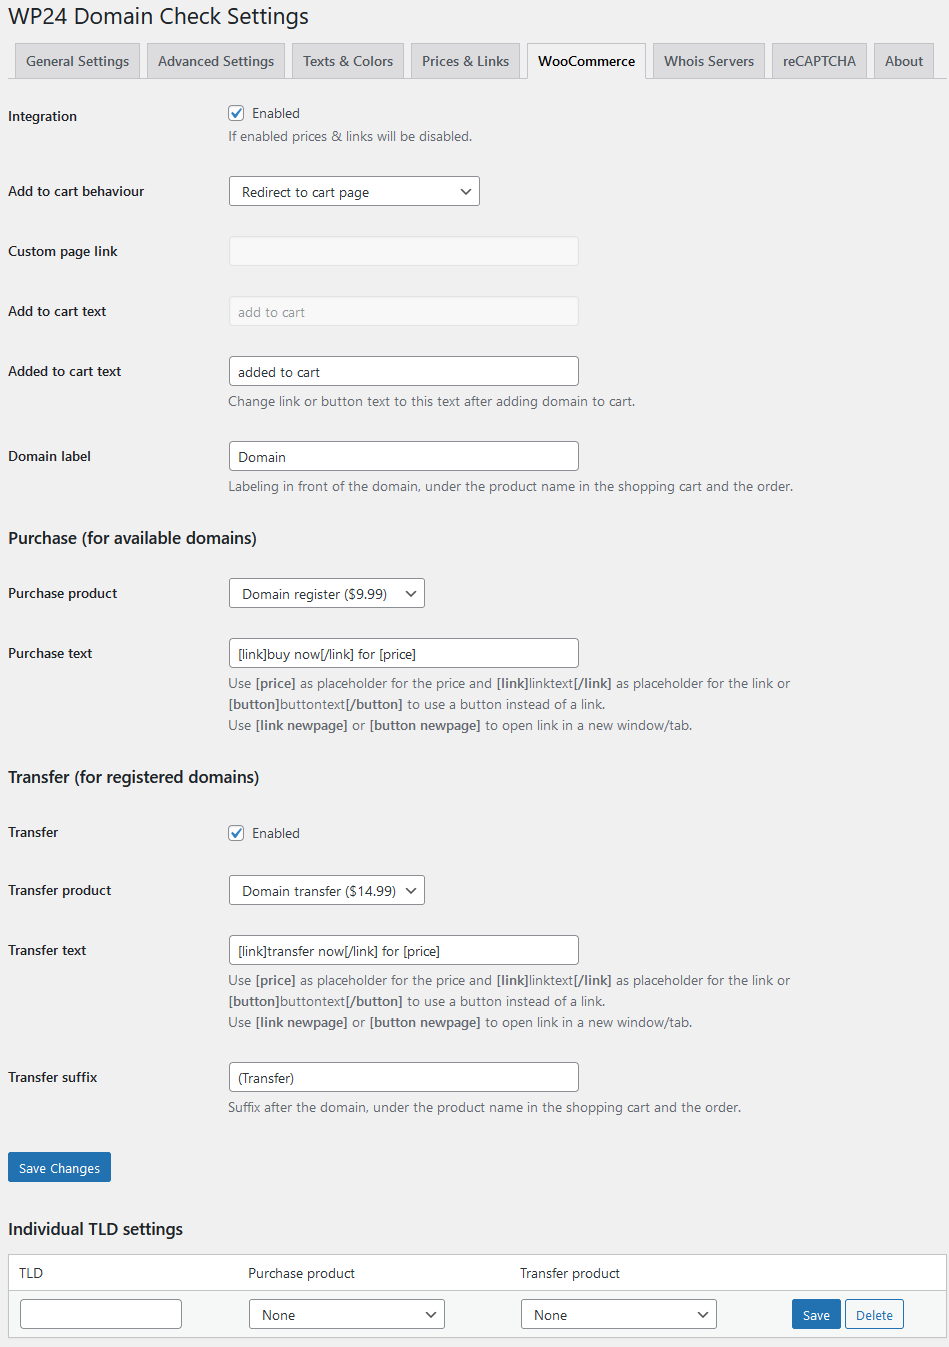 WP24 Domain Check Settings
General Settings Advanced Settings Texts & Colors Prices & Links WooCommerce Whois Servers reCAPTCHA About
Integration Enabled
If enabled prices & links will be disabled.
Add to cart behaviour Redirect to cart page
Custom page link
Add to cart text add to cart
Added to cart text added to cart
Change link or button text to this text after adding domain to cart.
Domain label Domain
Labeling in front of the domain, under the product name in the shopping cart and the order.
Purchase (for available domains)
Purchase product Domain register ($9.99)
Purchase text [link]buy now[/link] for [price]
Use [price] as placeholder for the price and [link]linktext[/link] as placeholder for the link or
[button]buttontext[/button] to use a button instead of a link.
Use [link newpage] or [button newpage] to open link in a new window/tab.
Transfer (for registered domains)
Transfer Enabled
Transfer product Domain transfer ($14.99)
Transfer text [link]transfer now[/link] for [price]
Use [price] as placeholder for the price and [link]linktext[/link] as placeholder for the link or
[button]buttontext[/button] to use a button instead of a link.
Use [link newpage] or [button newpage] to open link in a new window/tab.
Transfer suffix (Transfer)
Suffix after the domain, under the product name in the shopping cart and the order.
Save Changes
Individual TLD settings
TLD Purchase product Transfer product
None None Save Delete